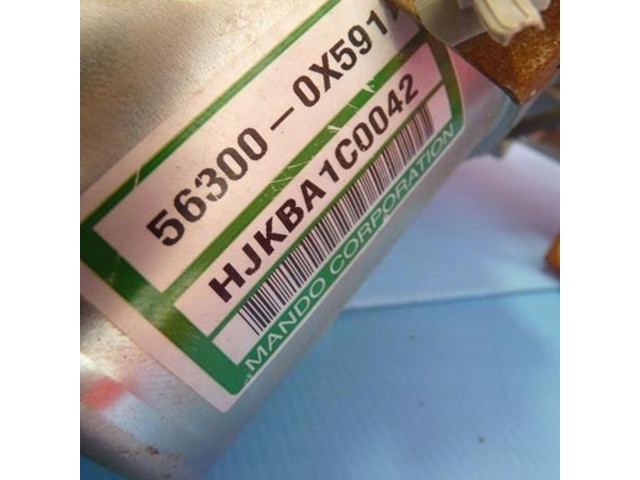 56300-0X591
HJKBA1C0042
MANDO CORPORATION